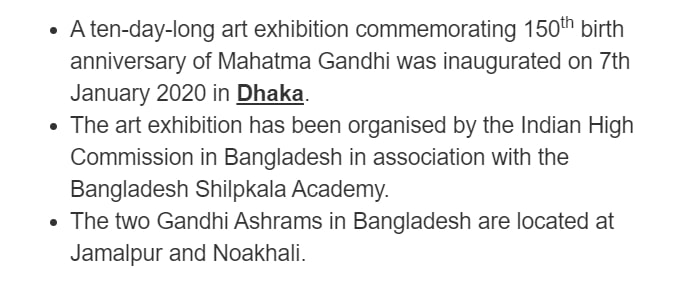 • A ten-day-long art exhibition commemorating 150th birth
anniversary of Mahatma Gandhi was inaugurated on 7th
January 2020 in Dhaka.
• The art exhibition has been organised by the Indian High
Commission in Bangladesh in association with the
Bangladesh Shilpkala Academy.
• The two Gandhi Ashrams in Bangladesh are located at
Jamalpur and Noakhali.